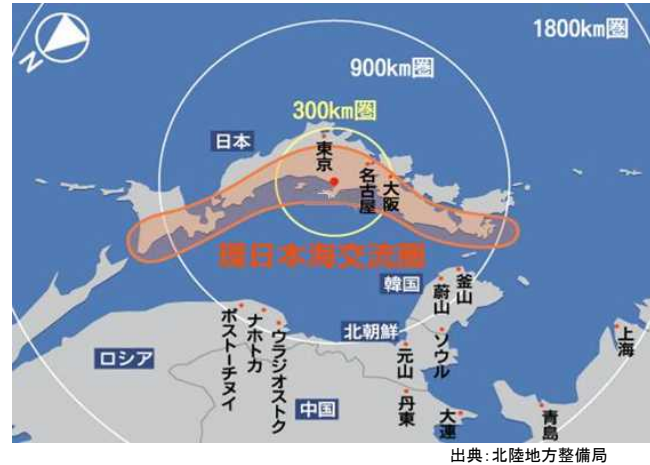 1800km圏
900km圏
300km圏
N
日本
東京
名古屋
大阪
環日本海交流圏
韓国
釜山
蔚山
北朝鮮
ソウル
元山
上海
ロシア
ボストーチヌイ
ナホトカ
ウラジオストク
中国
丹東
大連
青島
出典：北陸地方整備局